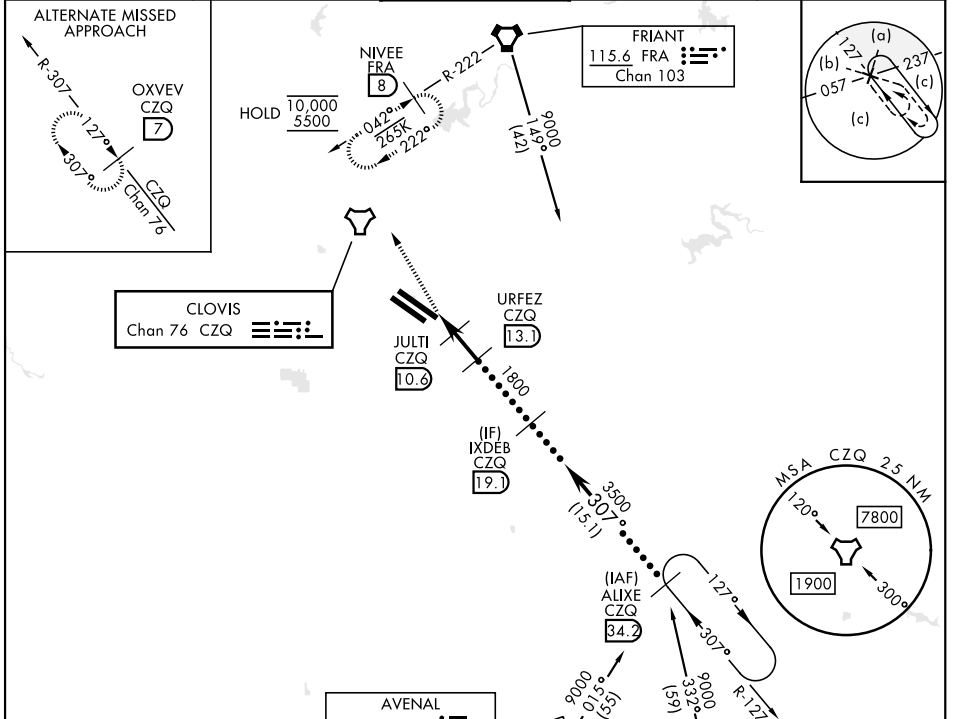 ALTERNATE MISSED
APPROACH
R-307
OXVEV
CZQ
7
127°
307°
CZQ
Chan 76
NIVEE
FRA
8
R-222
HOLD
10,000
5500
042°
265K
222°
FRIANT
115.6 FRA
Chan 103
9000
149°
(42)
(a)
127
(b)
057
237
(c)
(c)
CLOVIS
Chan 76 CZQ
JULTI
CZQ
10.6
URFEZ
CZQ
13.1
1800
(IF)
IXDEB
CZQ
19.1
3500
307°
(15.1)
MSA CZQ 25 NM
120°
7800
1900
300°
(IAF)
ALIXE
CZQ
34.2
127°
307°
R-127
9000
015°
(55)
9000
332°
(59)
AVENAL